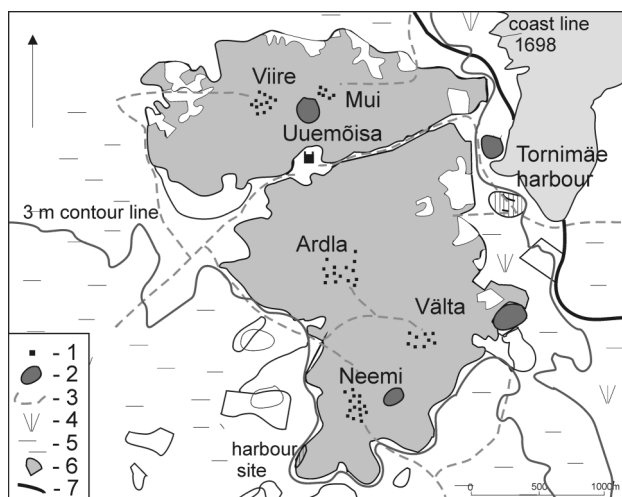 coast line
1698
Viire
Mui
Uuemõisa
Tornimäe
harbour
3 m contour line
Ardla
Välta
Neemi
harbour
site
- 1
- 2
- 3
- 4
- 5
- 6
- 7
0 500 1000m